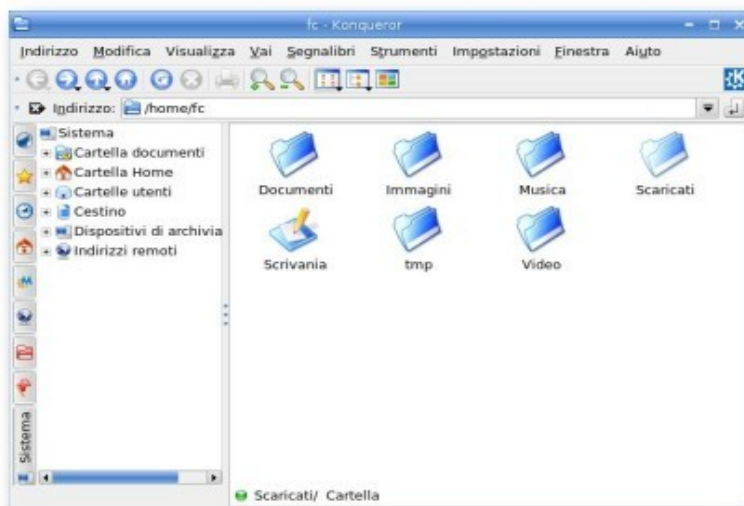 fc - Konqueror
Indirizzo Modifica Visualizza Vai Segnalibri Strumenti Impostazioni Finestra Aiuto
Indirizzo: /home/fc
Sistema
Cartella documenti
Cartella Home
Cartelle utenti
Cestino
Dispositivi di archivia
Indirizzi remoti
Sistema
Documenti Immagini Musica Scaricati
Scrivania tmp Video
Scaricati/ Cartella